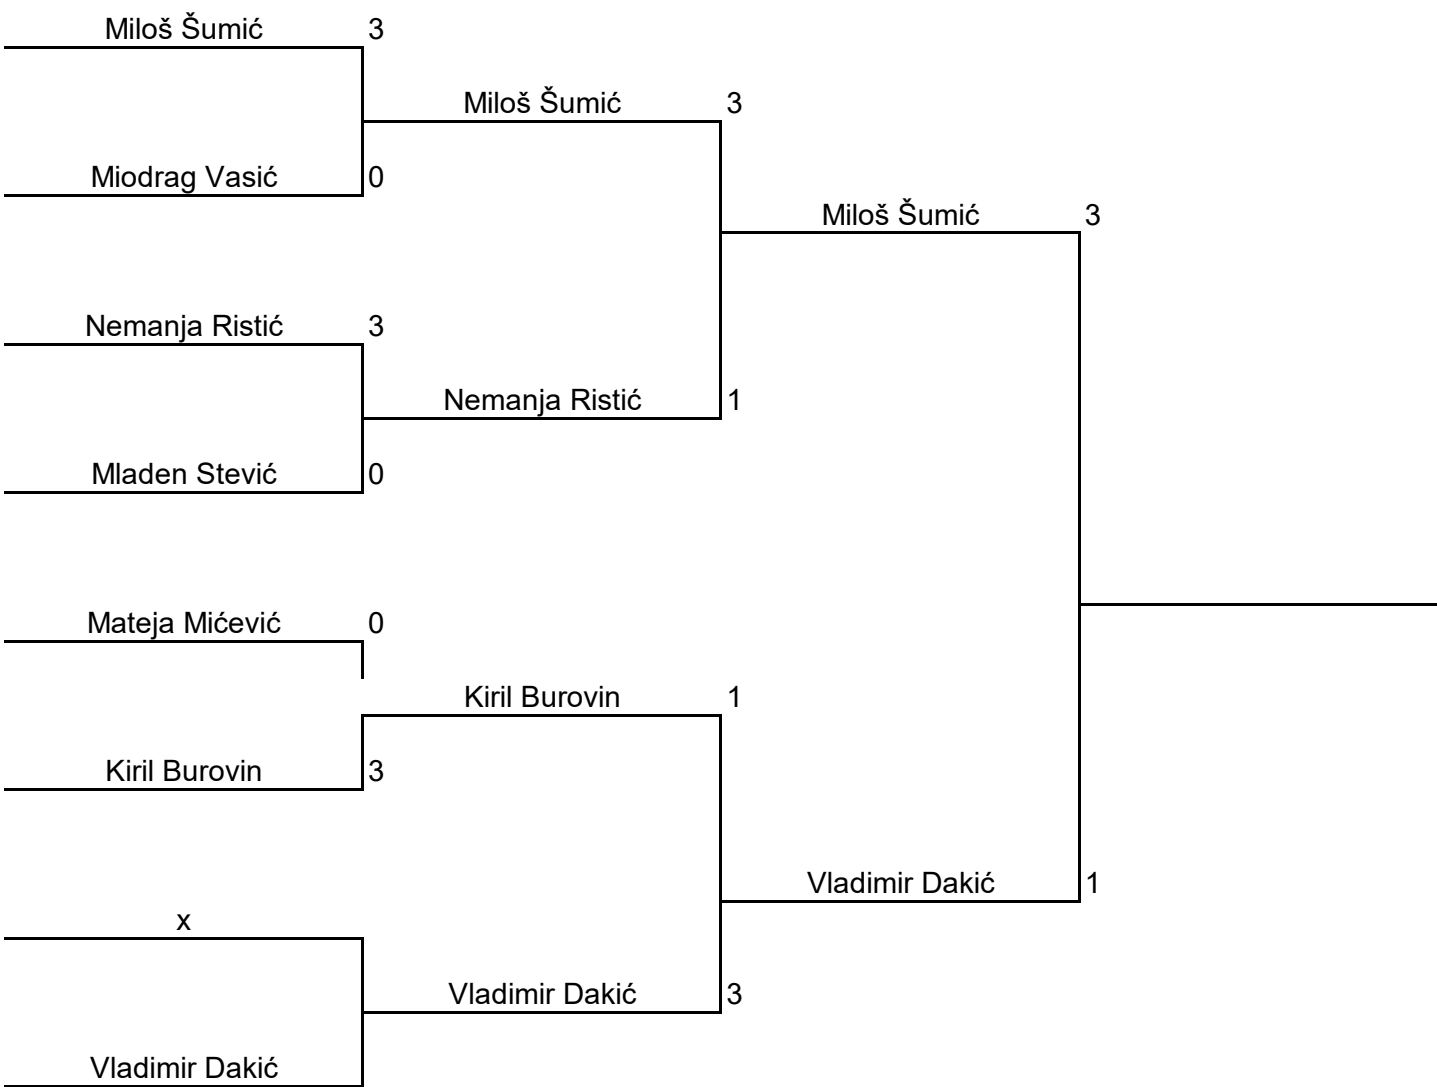 Miloš Šumić 3
Miloš Šumić 3
Miodrag Vasić 0
Miloš Šumić 3
Nemanja Ristić 3
Nemanja Ristić 1
Mladen Stević 0
Mateja Mićević 0
Kiril Burovin 1
Kiril Burovin 3
Vladimir Dakić 1
x
Vladimir Dakić 3
Vladimir Dakić